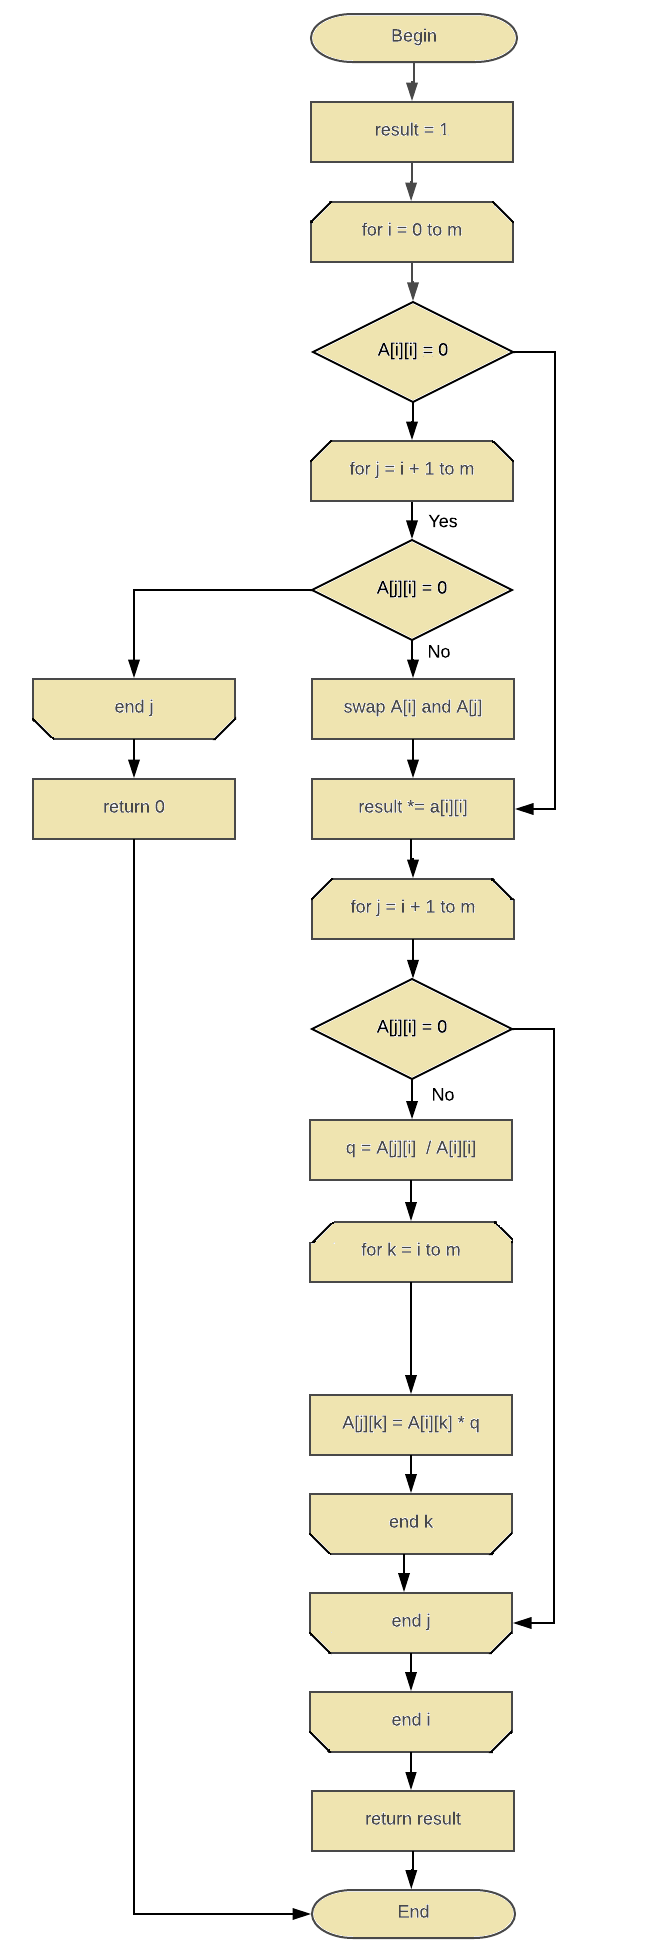 Begin
result = 1
for i = 0 to m
A[i][i] = 0
for j = i + 1 to m
Yes
A[j][i] = 0
No
end j
swap A[i] and A[j]
return 0
result *= a[i][i]
for j = i + 1 to m
A[j][i] = 0
No
q = A[j][i] / A[i][i]
for k = i to m
A[j][k] = A[i][k] * q
end k
end j
end i
return result
End